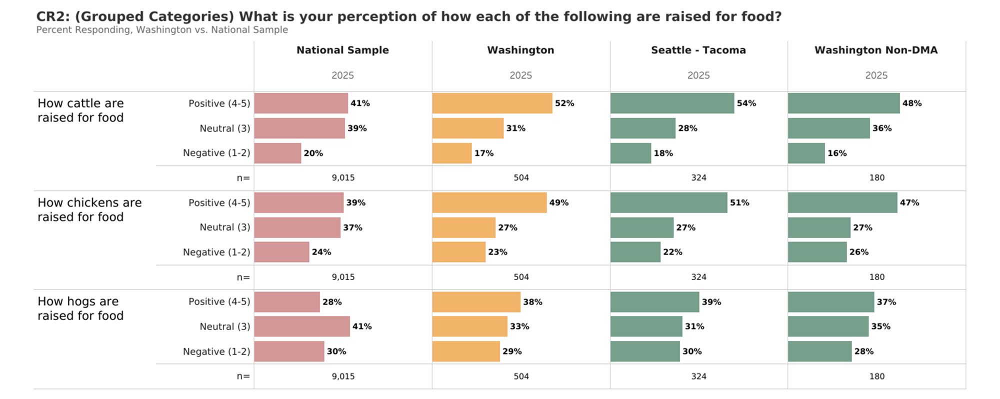 CR2: (Grouped Categories) What is your perception of how each of the following are raised for food?
Percent Responding, Washington vs. National Sample
National Sample Washington Seattle - Tacoma Washington Non-DMA
2025 2025 2025 2025
How cattle are
raised for food
Positive (4-5) 41% 52% 54% 48%
Neutral (3) 39% 31% 28% 36%
Negative (1-2) 20% 17% 18% 16%
n= 9,015 504 324 180
How chickens are
raised for food
Positive (4-5) 39% 49% 51% 47%
Neutral (3) 37% 27% 27% 27%
Negative (1-2) 24% 23% 22% 26%
n= 9,015 504 324 180
How hogs are
raised for food
Positive (4-5) 28% 38% 39% 37%
Neutral (3) 41% 33% 31% 35%
Negative (1-2) 30% 29% 30% 28%
n= 9,015 504 324 180